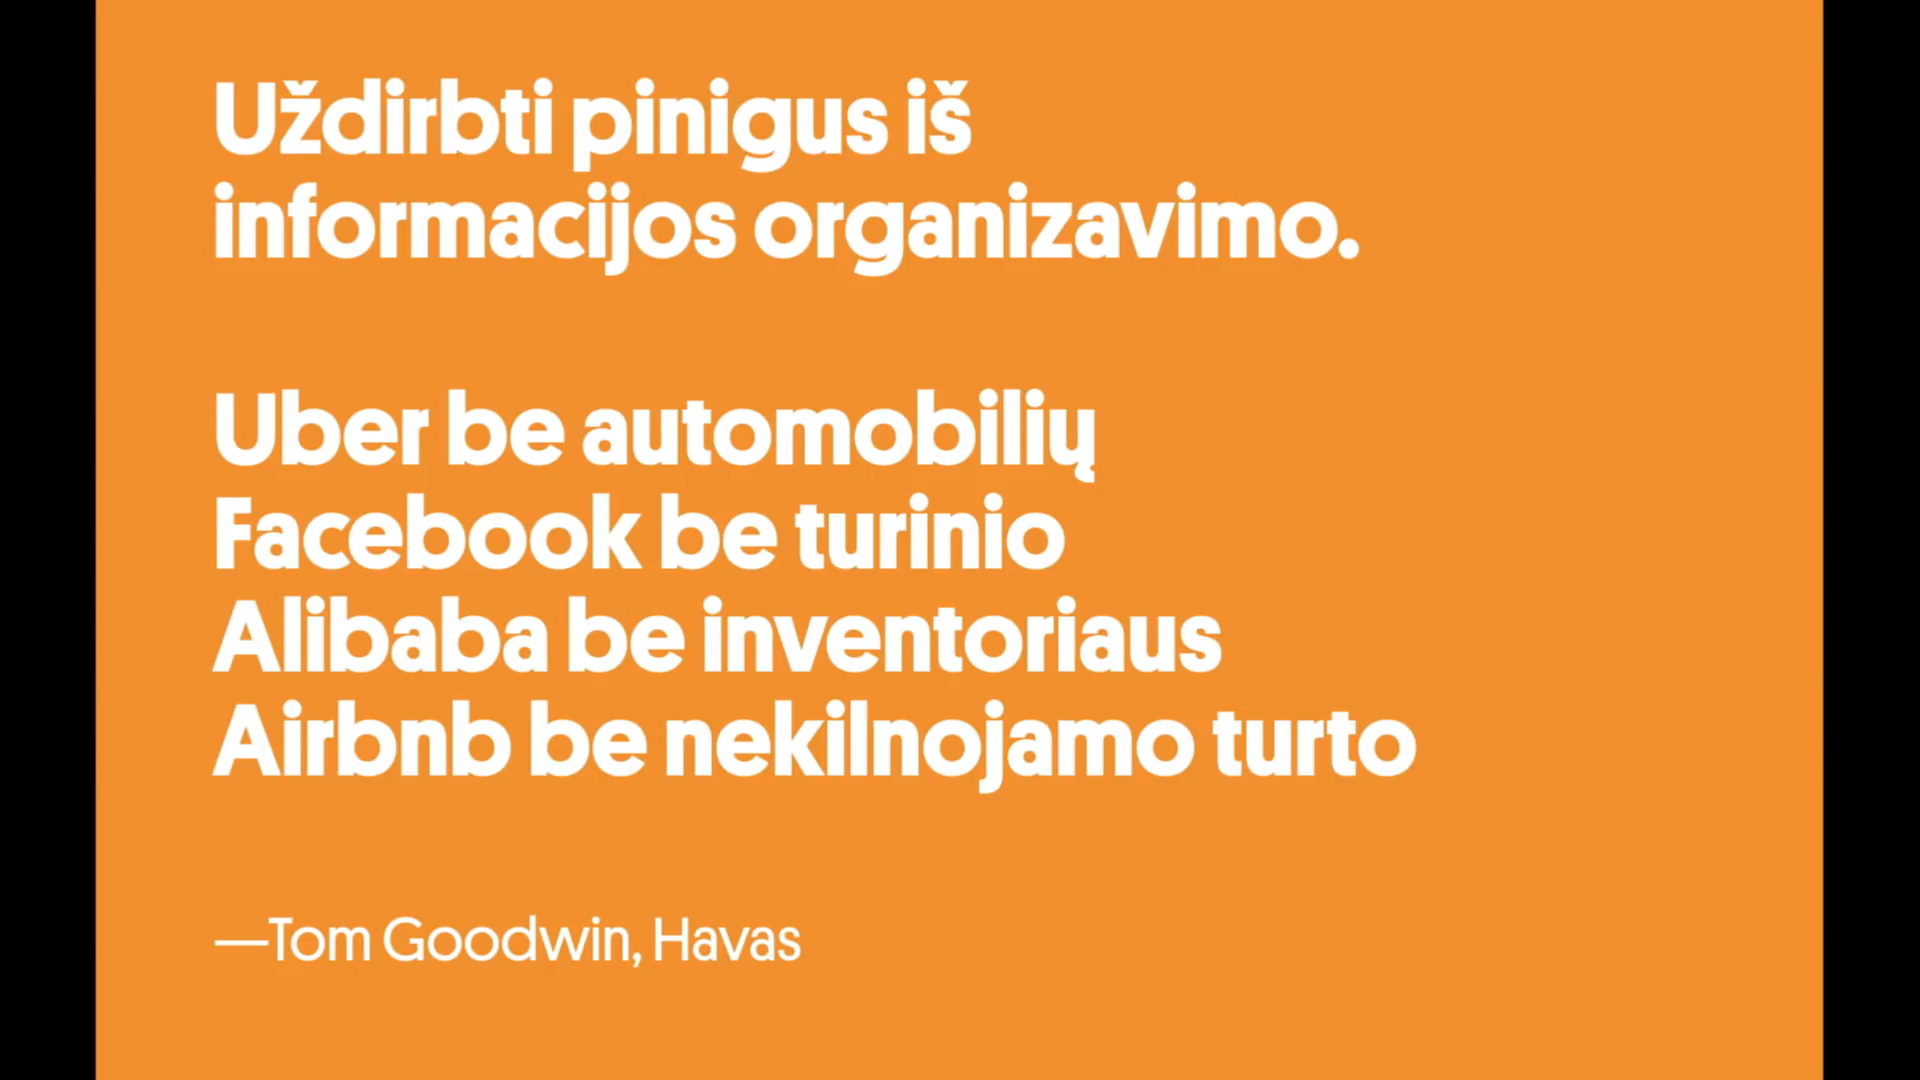 Uždirbti pinigus iš
informacijos organizavimo.
Uber be automobilių
Facebook be turinio
Alibaba be inventoriaus
Airbnb be nekilnojamo turto
—Tom Goodwin, Havas